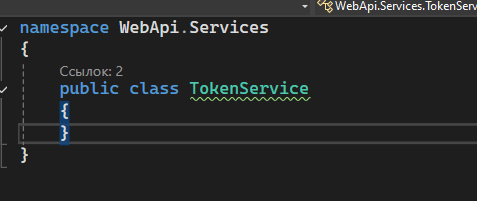 WebApi.Services.TokenServ
namespace WebApi.Services
{
Ссылок: 2
public class TokenService
{
}
}